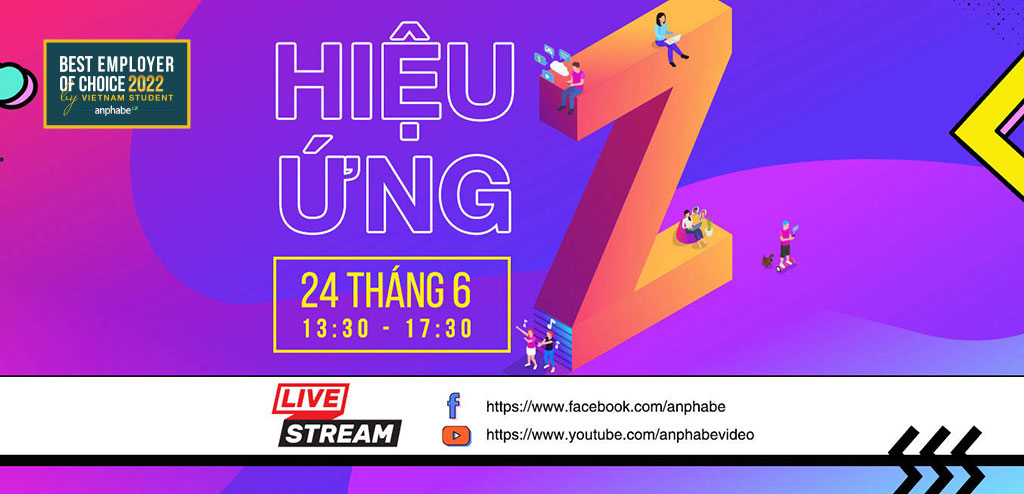 BEST EMPLOYER
OF CHOICE 2022
by VIETNAM STUDENT
anphabe
HIỆU
ỨNG
Z
24 THÁNG 6
13:30 - 17:30
LIVE
STREAM
https://www.facebook.com/anphabe
https://www.youtube.com/anphabevideo